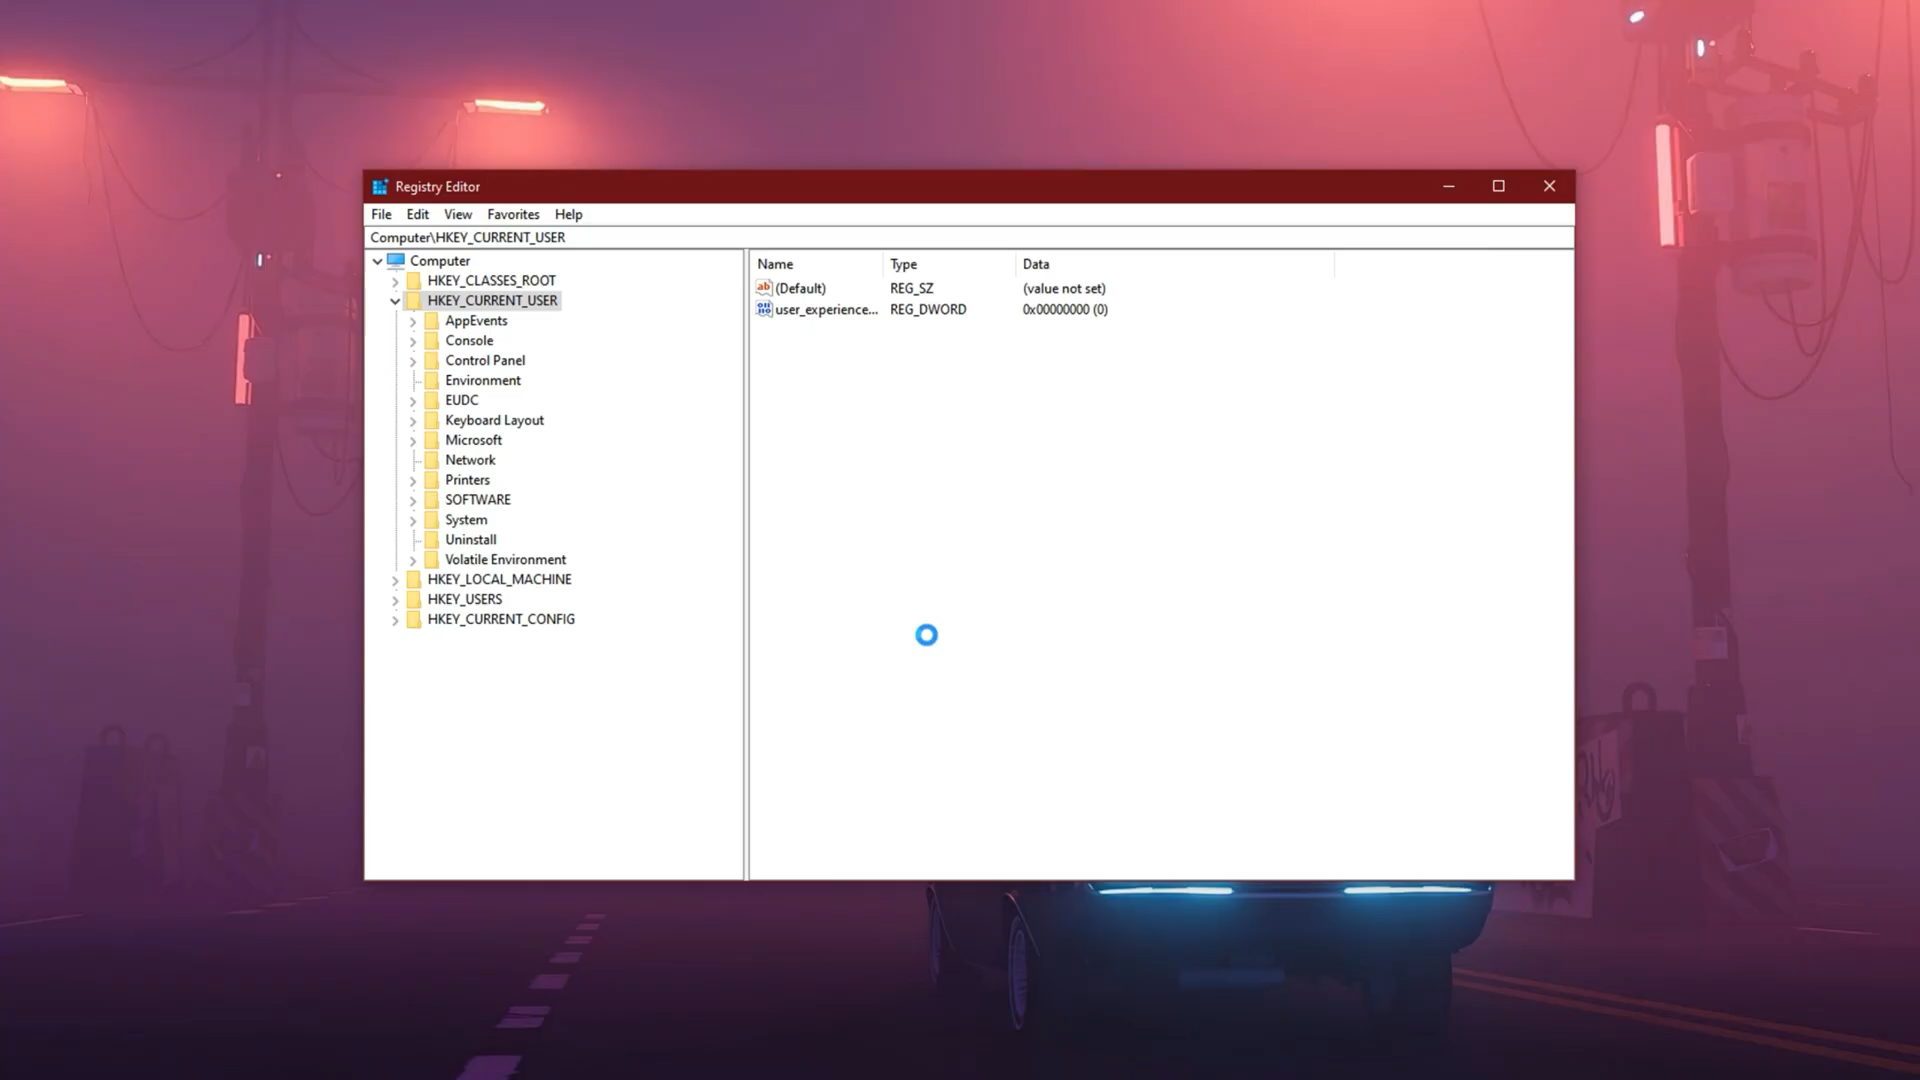 Registry Editor
File Edit View Favorites Help
Computer\HKEY_CURRENT_USER
Computer
HKEY_CLASSES_ROOT
HKEY_CURRENT_USER
AppEvents
Console
Control Panel
Environment
EUDC
Keyboard Layout
Microsoft
Network
Printers
SOFTWARE
System
Uninstall
Volatile Environment
HKEY_LOCAL_MACHINE
HKEY_USERS
HKEY_CURRENT_CONFIG
Name Type Data
(Default) REG_SZ (value not set)
user_experience... REG_DWORD 0x00000000 (0)